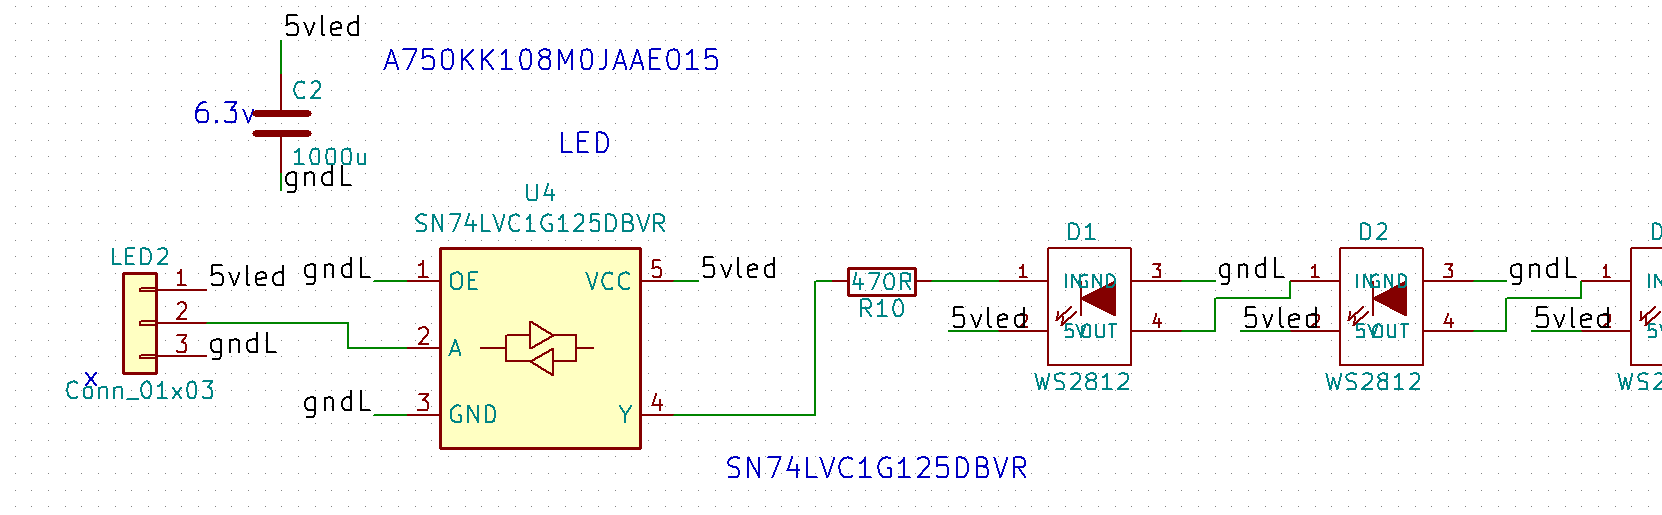 5vled
A750KK108M0JAAE015
C2
6.3v
LED
1000u
gndL
U4
SN74LVC1G125DBVR
LED2
1 5vled
2
3 gndL
x
Conn_01x03
gndL 1 OE VCC 5 5vled
2 A
gndL 3 GND Y 4
470R
R10
D1
1 IN GND 3 gndL
5vled 2 5V OUT 4
WS2812
D2
1 IN GND 3 gndL
5vled 2 5V OUT 4
WS2812
D
1 IN
5vled 2 5V
WS2
SN74LVC1G125DBVR